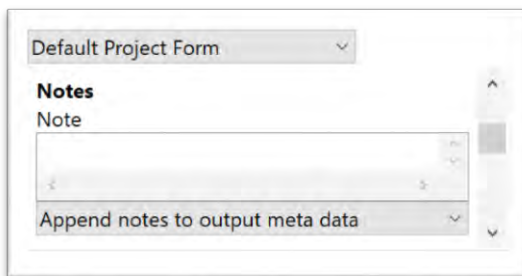 Default Project Form
Notes
Note
Append notes to output meta data